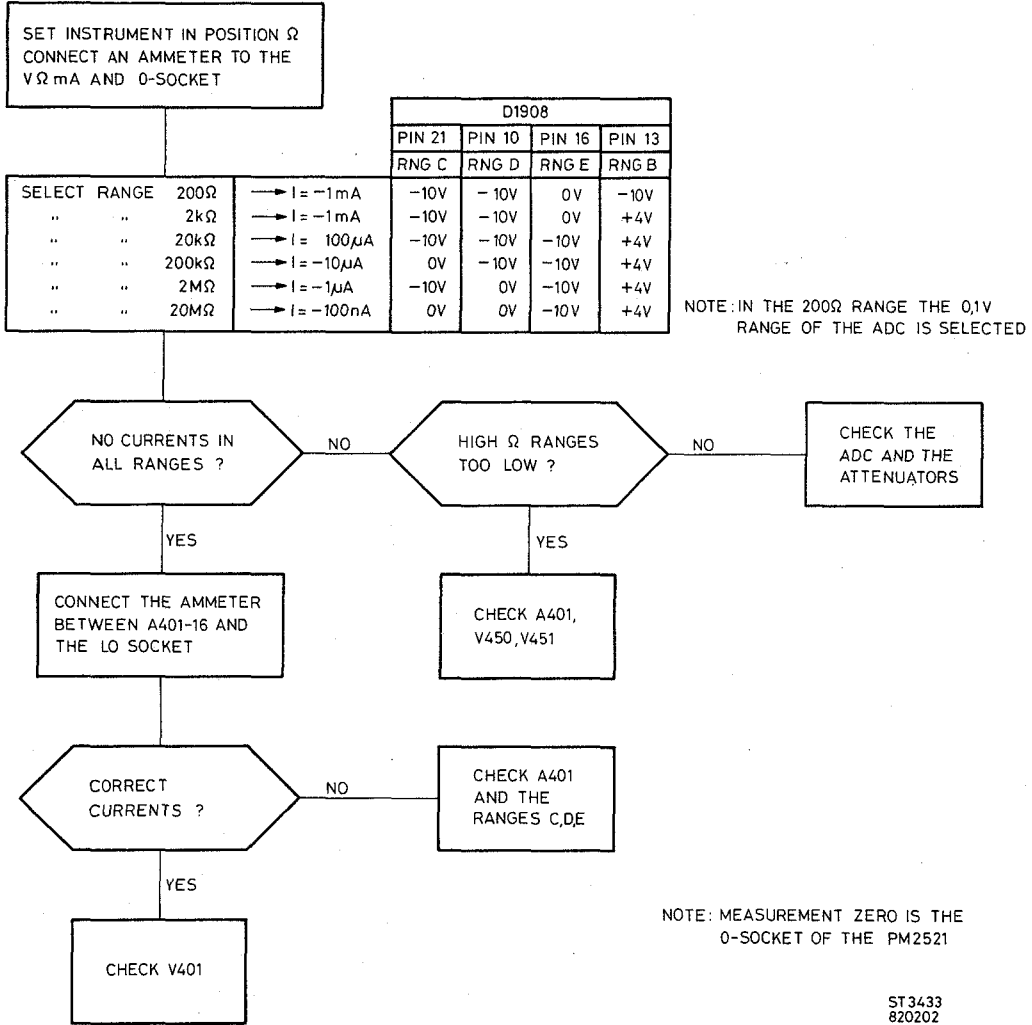 SET INSTRUMENT IN POSITION Ω
CONNECT AN AMMETER TO THE
VΩmA AND 0-SOCKET
D1908
PIN 21 PIN 10 PIN 16 PIN 13
RNG C RNG D RNG E RNG B
SELECT RANGE 200Ω → I = -1mA -10V -10V 0V -10V
" " 2kΩ → I = -1mA -10V -10V 0V +4V
" " 20kΩ → I = 100µA -10V -10V -10V +4V
" " 200kΩ → I = -10µA 0V -10V -10V +4V
" " 2MΩ → I = -1µA -10V 0V -10V +4V
" " 20MΩ → I = -100nA 0V 0V -10V +4V
NOTE: IN THE 200Ω RANGE THE 0,1V
RANGE OF THE ADC IS SELECTED
NO CURRENTS IN
ALL RANGES ?
NO
HIGH Ω RANGES
TOO LOW ?
NO
CHECK THE
ADC AND THE
ATTENUATORS
YES
YES
CONNECT THE AMMETER
BETWEEN A401-16 AND
THE LO SOCKET
CHECK A401,
V450, V451
CORRECT
CURRENTS ?
NO
CHECK A401
AND THE
RANGES C,D,E
YES
CHECK V401
NOTE: MEASUREMENT ZERO IS THE
0-SOCKET OF THE PM2521
ST3433
820202